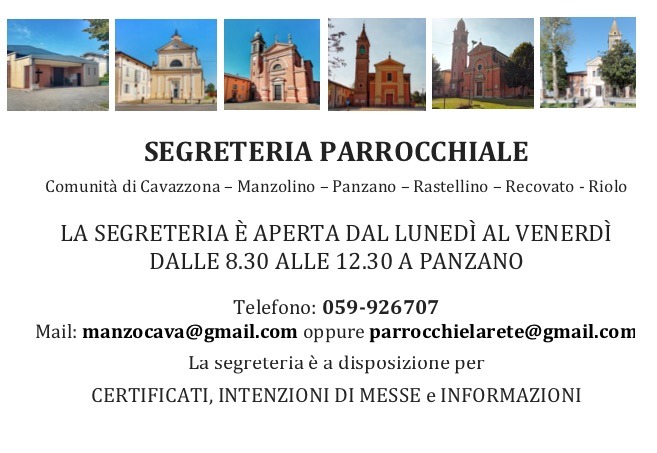 SEGRETERIA PARROCCHIALE
Comunità di Cavazzona – Manzolino – Panzano – Rastellino – Recovato - Riolo
LA SEGRETERIA È APERTA DAL LUNEDÌ AL VENERDÌ
DALLE 8.30 ALLE 12.30 A PANZANO
Telefono: 059-926707
Mail: manzocava@gmail.com oppure parrocchielarete@gmail.com
La segreteria è a disposizione per
CERTIFICATI, INTENZIONI DI MESSE e INFORMAZIONI